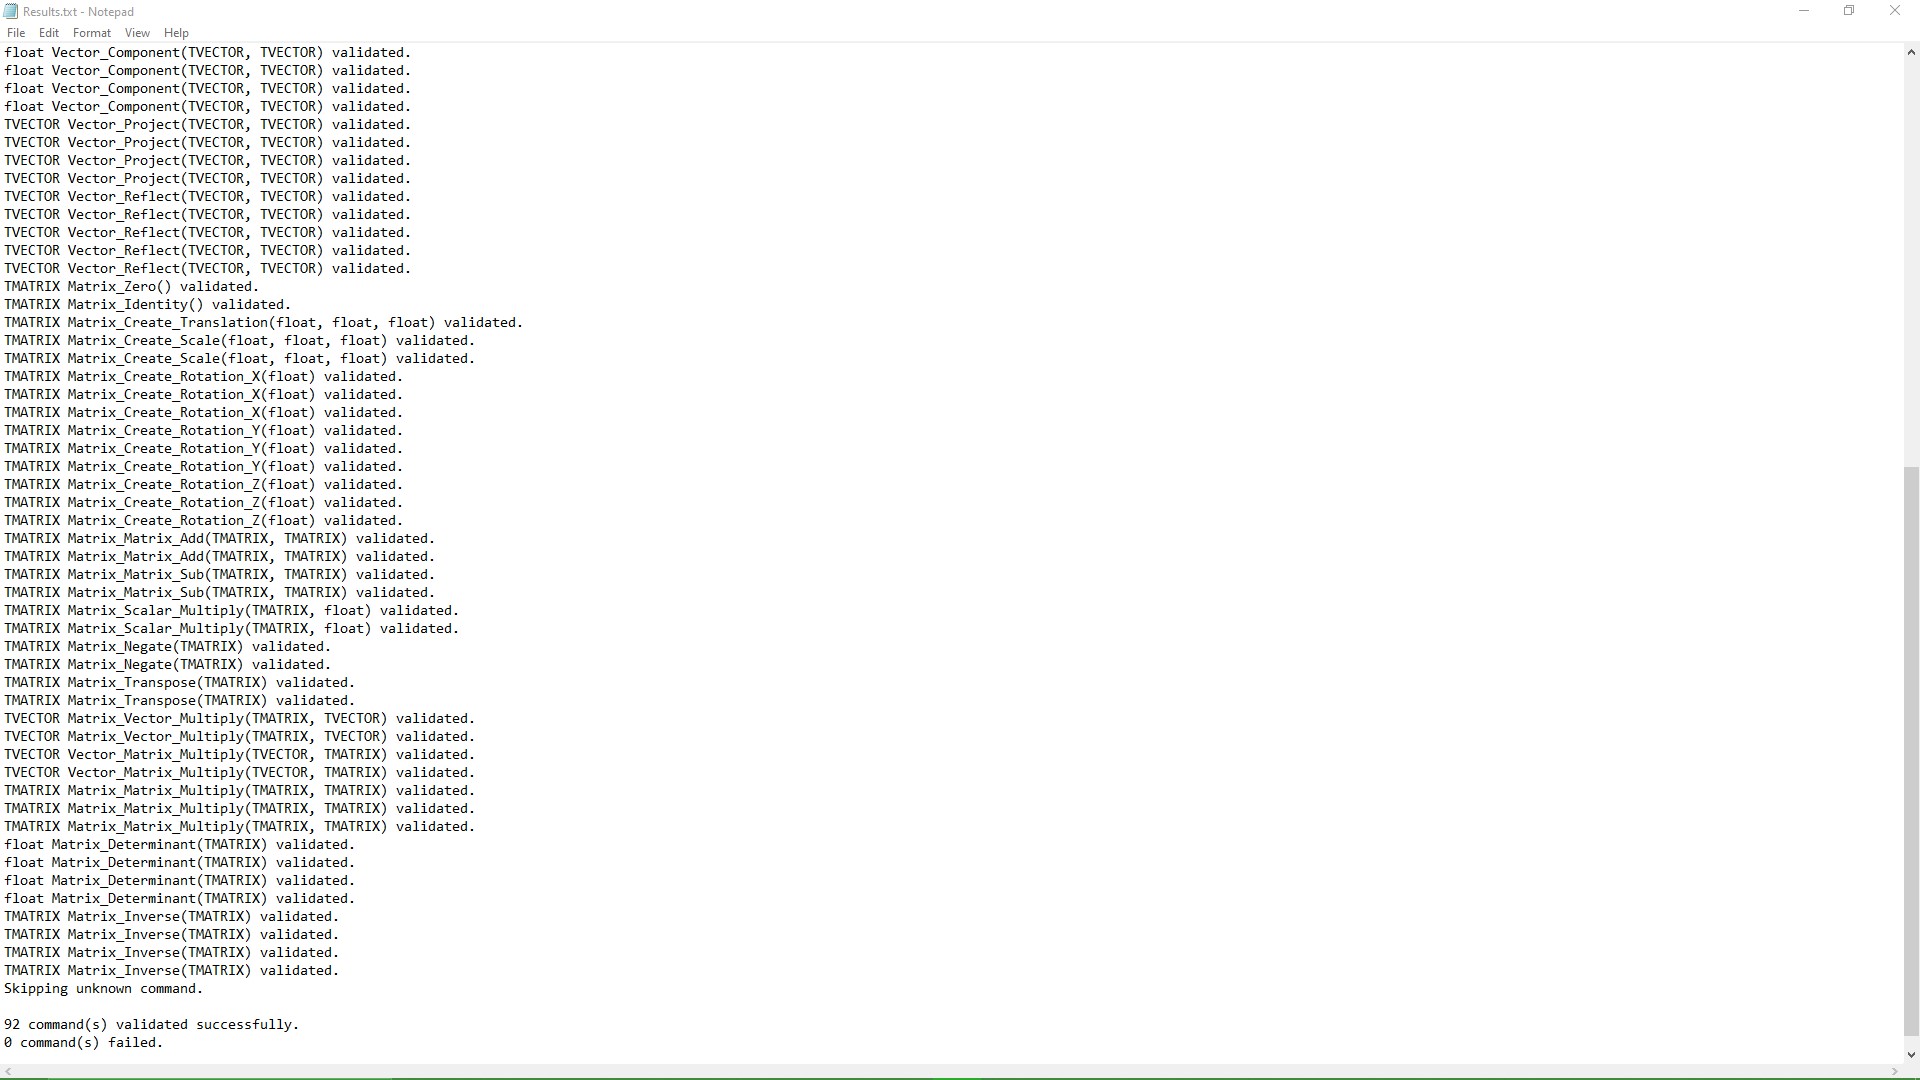 Results.txt - Notepad
File Edit Format View Help
float Vector_Component(TVECTOR, TVECTOR) validated.
float Vector_Component(TVECTOR, TVECTOR) validated.
float Vector_Component(TVECTOR, TVECTOR) validated.
float Vector_Component(TVECTOR, TVECTOR) validated.
TVECTOR Vector_Project(TVECTOR, TVECTOR) validated.
TVECTOR Vector_Project(TVECTOR, TVECTOR) validated.
TVECTOR Vector_Project(TVECTOR, TVECTOR) validated.
TVECTOR Vector_Project(TVECTOR, TVECTOR) validated.
TVECTOR Vector_Reflect(TVECTOR, TVECTOR) validated.
TVECTOR Vector_Reflect(TVECTOR, TVECTOR) validated.
TVECTOR Vector_Reflect(TVECTOR, TVECTOR) validated.
TVECTOR Vector_Reflect(TVECTOR, TVECTOR) validated.
TVECTOR Vector_Reflect(TVECTOR, TVECTOR) validated.
TMATRIX Matrix_Zero() validated.
TMATRIX Matrix_Identity() validated.
TMATRIX Matrix_Create_Translation(float, float, float) validated.
TMATRIX Matrix_Create_Scale(float, float, float) validated.
TMATRIX Matrix_Create_Scale(float, float, float) validated.
TMATRIX Matrix_Create_Rotation_X(float) validated.
TMATRIX Matrix_Create_Rotation_X(float) validated.
TMATRIX Matrix_Create_Rotation_X(float) validated.
TMATRIX Matrix_Create_Rotation_Y(float) validated.
TMATRIX Matrix_Create_Rotation_Y(float) validated.
TMATRIX Matrix_Create_Rotation_Y(float) validated.
TMATRIX Matrix_Create_Rotation_Z(float) validated.
TMATRIX Matrix_Create_Rotation_Z(float) validated.
TMATRIX Matrix_Create_Rotation_Z(float) validated.
TMATRIX Matrix_Matrix_Add(TMATRIX, TMATRIX) validated.
TMATRIX Matrix_Matrix_Add(TMATRIX, TMATRIX) validated.
TMATRIX Matrix_Matrix_Sub(TMATRIX, TMATRIX) validated.
TMATRIX Matrix_Matrix_Sub(TMATRIX, TMATRIX) validated.
TMATRIX Matrix_Scalar_Multiply(TMATRIX, float) validated.
TMATRIX Matrix_Scalar_Multiply(TMATRIX, float) validated.
TMATRIX Matrix_Negate(TMATRIX) validated.
TMATRIX Matrix_Negate(TMATRIX) validated.
TMATRIX Matrix_Transpose(TMATRIX) validated.
TMATRIX Matrix_Transpose(TMATRIX) validated.
TVECTOR Matrix_Vector_Multiply(TMATRIX, TVECTOR) validated.
TVECTOR Matrix_Vector_Multiply(TMATRIX, TVECTOR) validated.
TVECTOR Vector_Matrix_Multiply(TVECTOR, TMATRIX) validated.
TVECTOR Vector_Matrix_Multiply(TVECTOR, TMATRIX) validated.
TMATRIX Matrix_Matrix_Multiply(TMATRIX, TMATRIX) validated.
TMATRIX Matrix_Matrix_Multiply(TMATRIX, TMATRIX) validated.
TMATRIX Matrix_Matrix_Multiply(TMATRIX, TMATRIX) validated.
float Matrix_Determinant(TMATRIX) validated.
float Matrix_Determinant(TMATRIX) validated.
float Matrix_Determinant(TMATRIX) validated.
float Matrix_Determinant(TMATRIX) validated.
TMATRIX Matrix_Inverse(TMATRIX) validated.
TMATRIX Matrix_Inverse(TMATRIX) validated.
TMATRIX Matrix_Inverse(TMATRIX) validated.
TMATRIX Matrix_Inverse(TMATRIX) validated.
Skipping unknown command.
92 command(s) validated successfully.
0 command(s) failed.